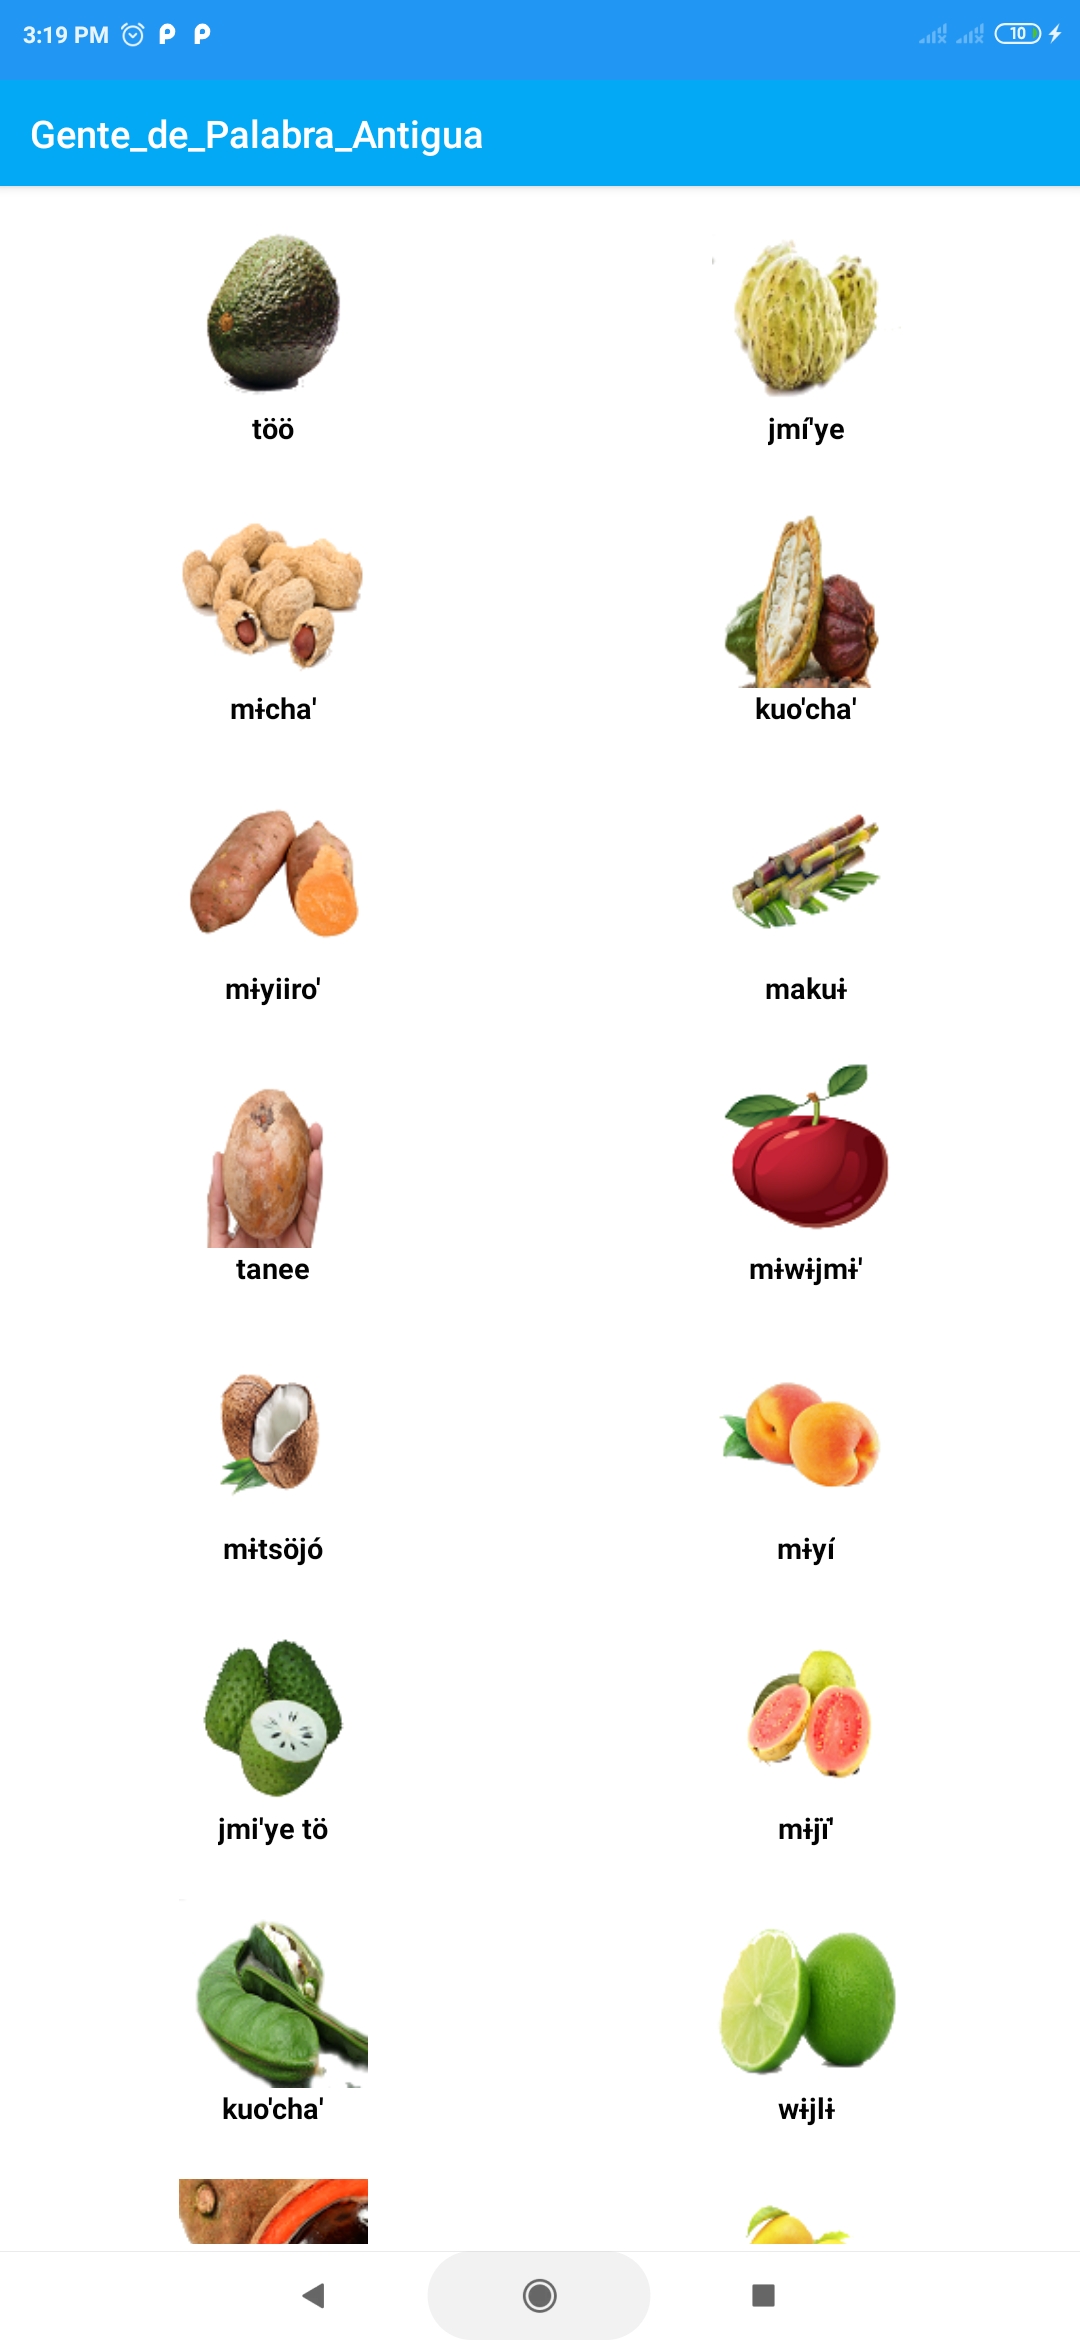 3:19 PM
10
Gente_de_Palabra_Antigua
töö
jmí'ye
mɨcha'
kuo'cha'
mɨyiiro'
makuɨ
tanee
mɨwɨjmɨ'
mɨtsöjó
mɨyí
jmi'ye tö
mɨjï'
kuo'cha'
wɨjlɨ